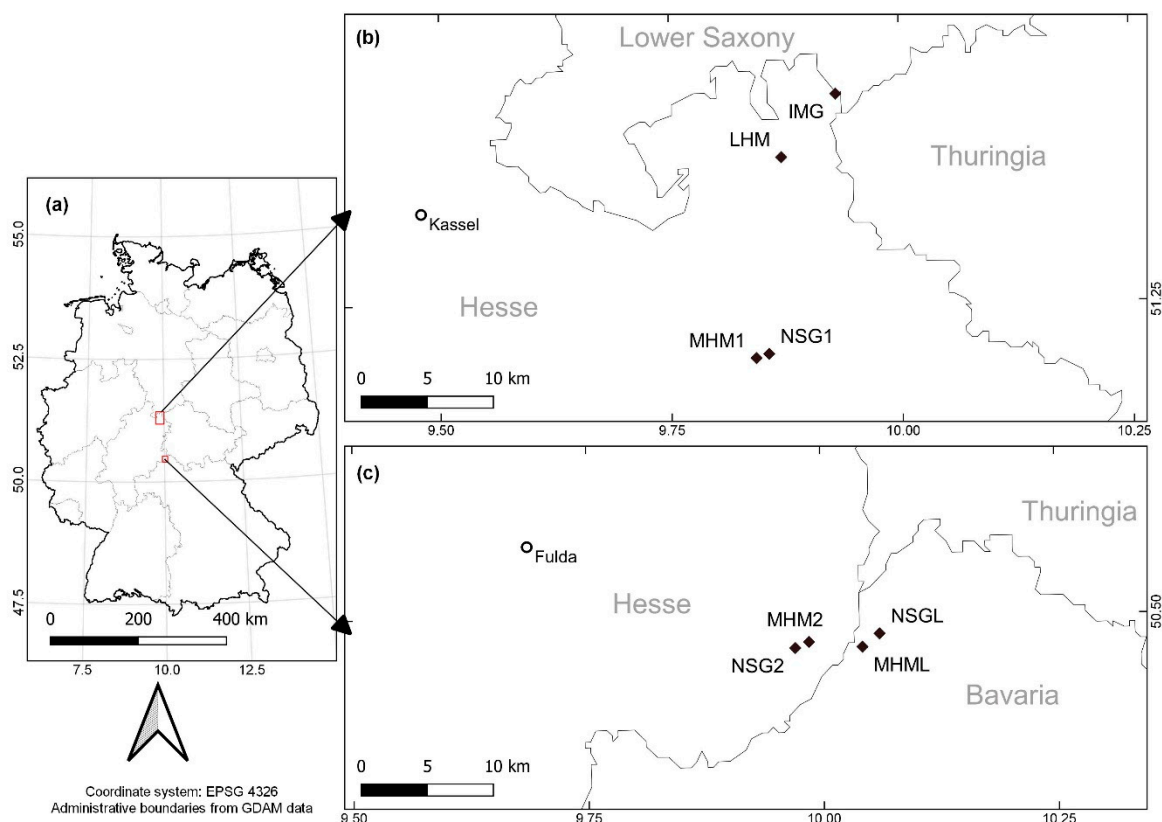 (a)
55.0
52.5
50.0
47.5
0 200 400 km
7.5 10.0 12.5
Coordinate system: EPSG 4326
Administrative boundaries from GDAM data
(b)
Lower Saxony
IMG
LHM
Thuringia
Kassel
Hesse
51.25
MHM1 NSG1
0 5 10 km
9.50 9.75 10.00 10.25
(c)
Thuringia
Fulda
Hesse
50.50
MHM2 NSGL
NSG2 MHML
Bavaria
0 5 10 km
9.50 9.75 10.00 10.25